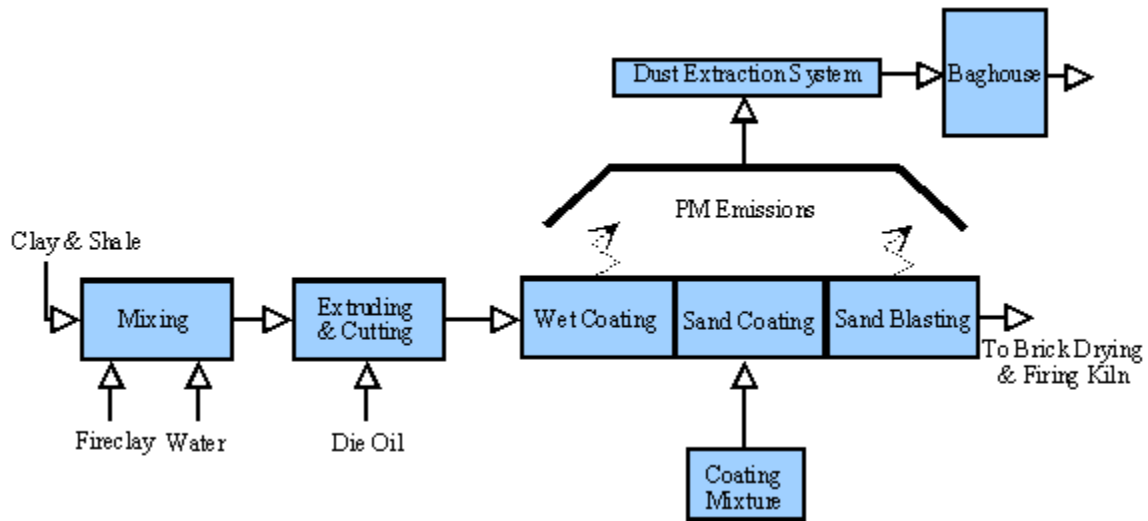 Dust Extraction System
Baghouse
PM Emissions
Clay & Shale
Mixing
Extruding
& Cutting
Wet Coating
Sand Coating
Sand Blasting
To Brick Drying
& Firing Kiln
Fireclay
Water
Die Oil
Coating
Mixture